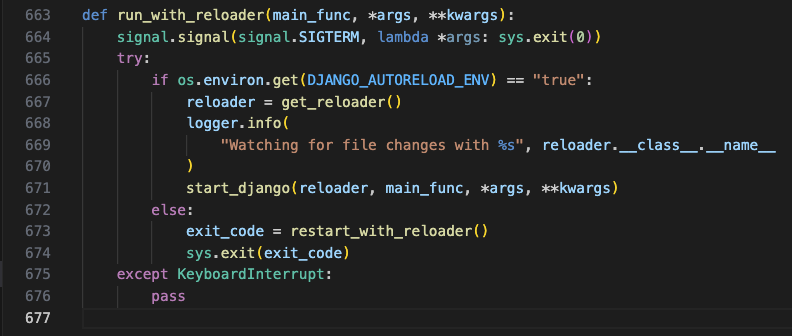 663 def run_with_reloader(main_func, *args, **kwargs):
664     signal.signal(signal.SIGTERM, lambda *args: sys.exit(0))
665     try:
666         if os.environ.get(DJANGO_AUTORELOAD_ENV) == "true":
667             reloader = get_reloader()
668             logger.info(
669                 "Watching for file changes with %s", reloader.__class__.__name__
670             )
671             start_django(reloader, main_func, *args, **kwargs)
672         else:
673             exit_code = restart_with_reloader()
674             sys.exit(exit_code)
675     except KeyboardInterrupt:
676         pass
677